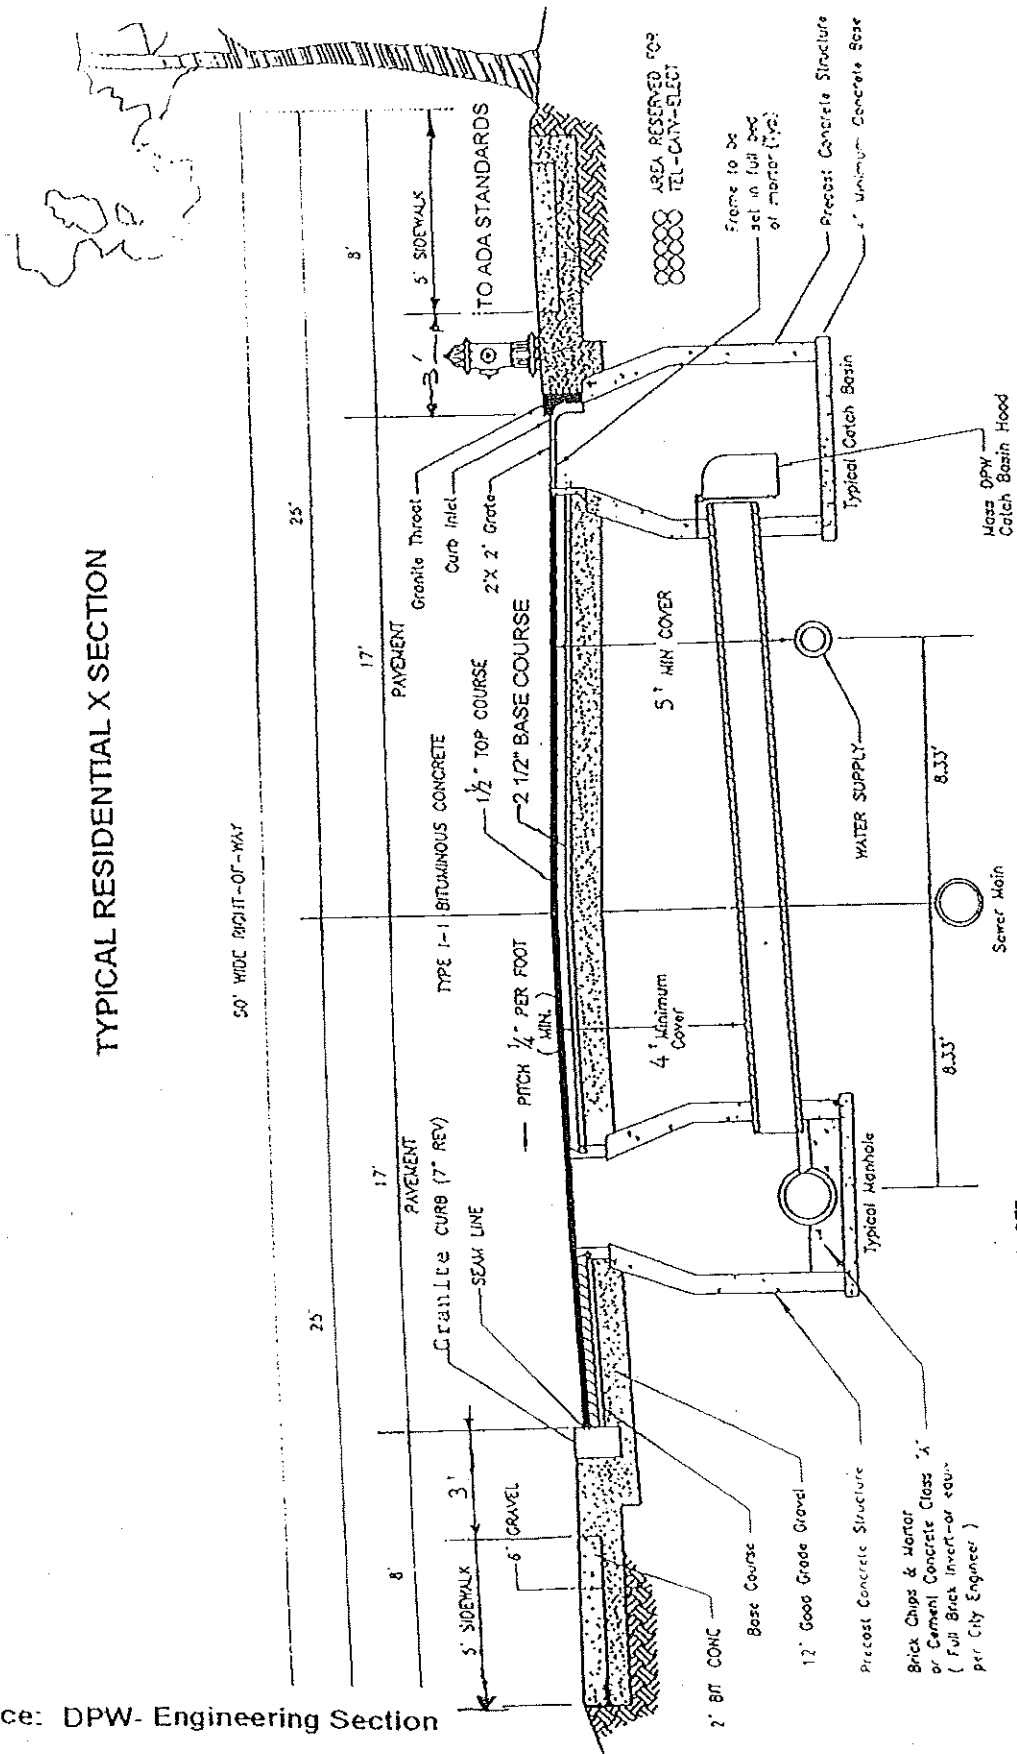 TYPICAL RESIDENTIAL X SECTION
50' WIDE RIGHT-OF-WAY
25'
25'
8'
17'
17'
8'
PAVEMENT
PAVEMENT
5' SIDEWALK
3'
3'
5' SIDEWALK
TO ADA STANDARDS
6" GRAVEL
Granite CURB (7" REV)
SEAM LINE
PITCH 1/4" PER FOOT
( MIN. )
TYPE I-1 BITUMINOUS CONCRETE
1 1/2" TOP COURSE
2 1/2" BASE COURSE
Granite Throat
Curb Inlet
2'X 2' Grate
AREA RESERVED FOR
TEL-CATV-ELECT
Frame to be
set in full bed
of mortar (Typ.)
Precast Concrete Structure
Minimum Concrete Base
4' Minimum
Cover
5' MIN COVER
WATER SUPPLY
Typical Catch Basin
Mass DPW
Catch Basin Hood
8.33'
8.33'
Sewer Main
Typical Manhole
2" BIT CONC
Base Course
12" Good Grade Gravel
Precast Concrete Structure
Brick Chips & Mortar
or Cement Concrete Class "A"
( Full Brick Invert-or
per City Engineer )
ce: DPW- Engineering Section